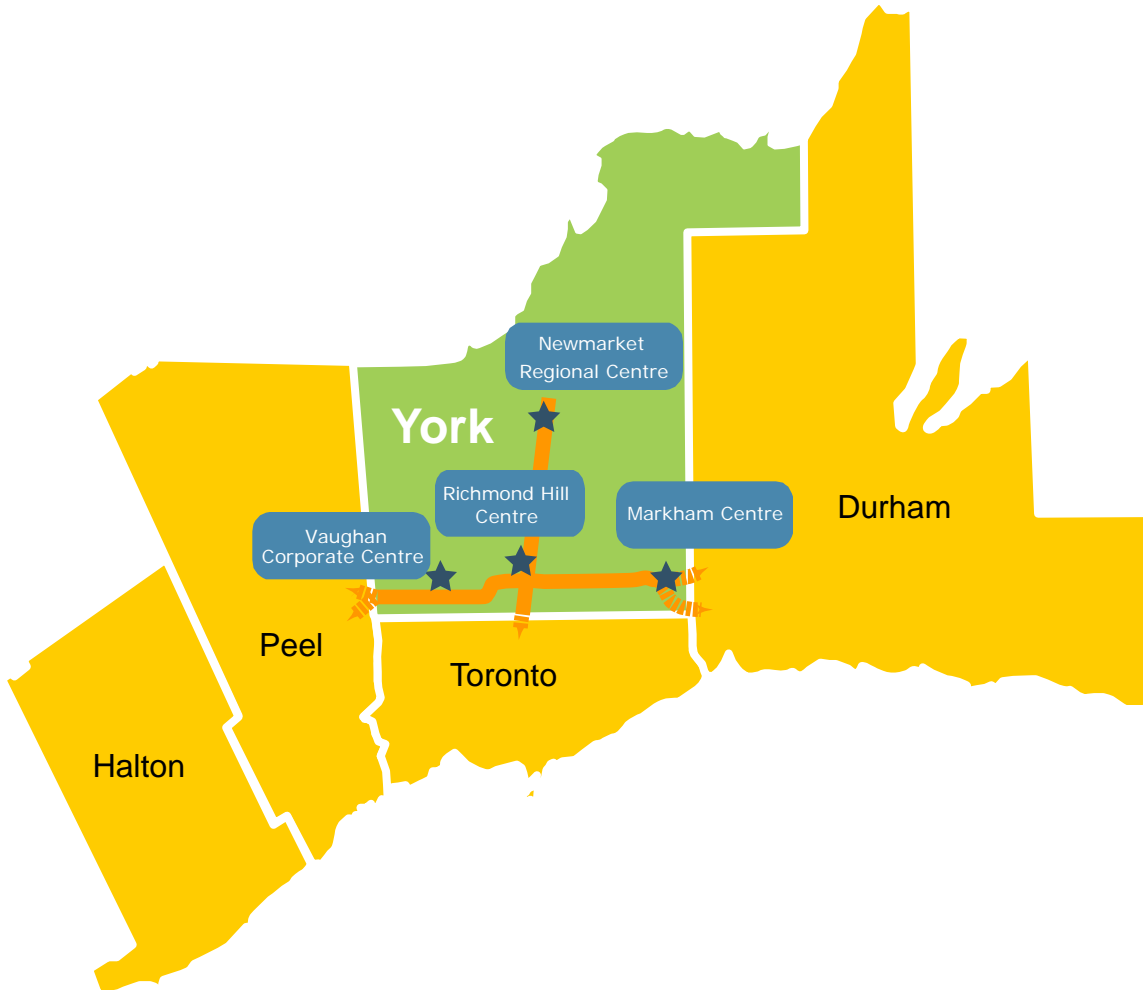 Newmarket
Regional Centre
York
Richmond Hill
Centre
Markham Centre
Durham
Vaughan
Corporate Centre
Peel
Toronto
Halton